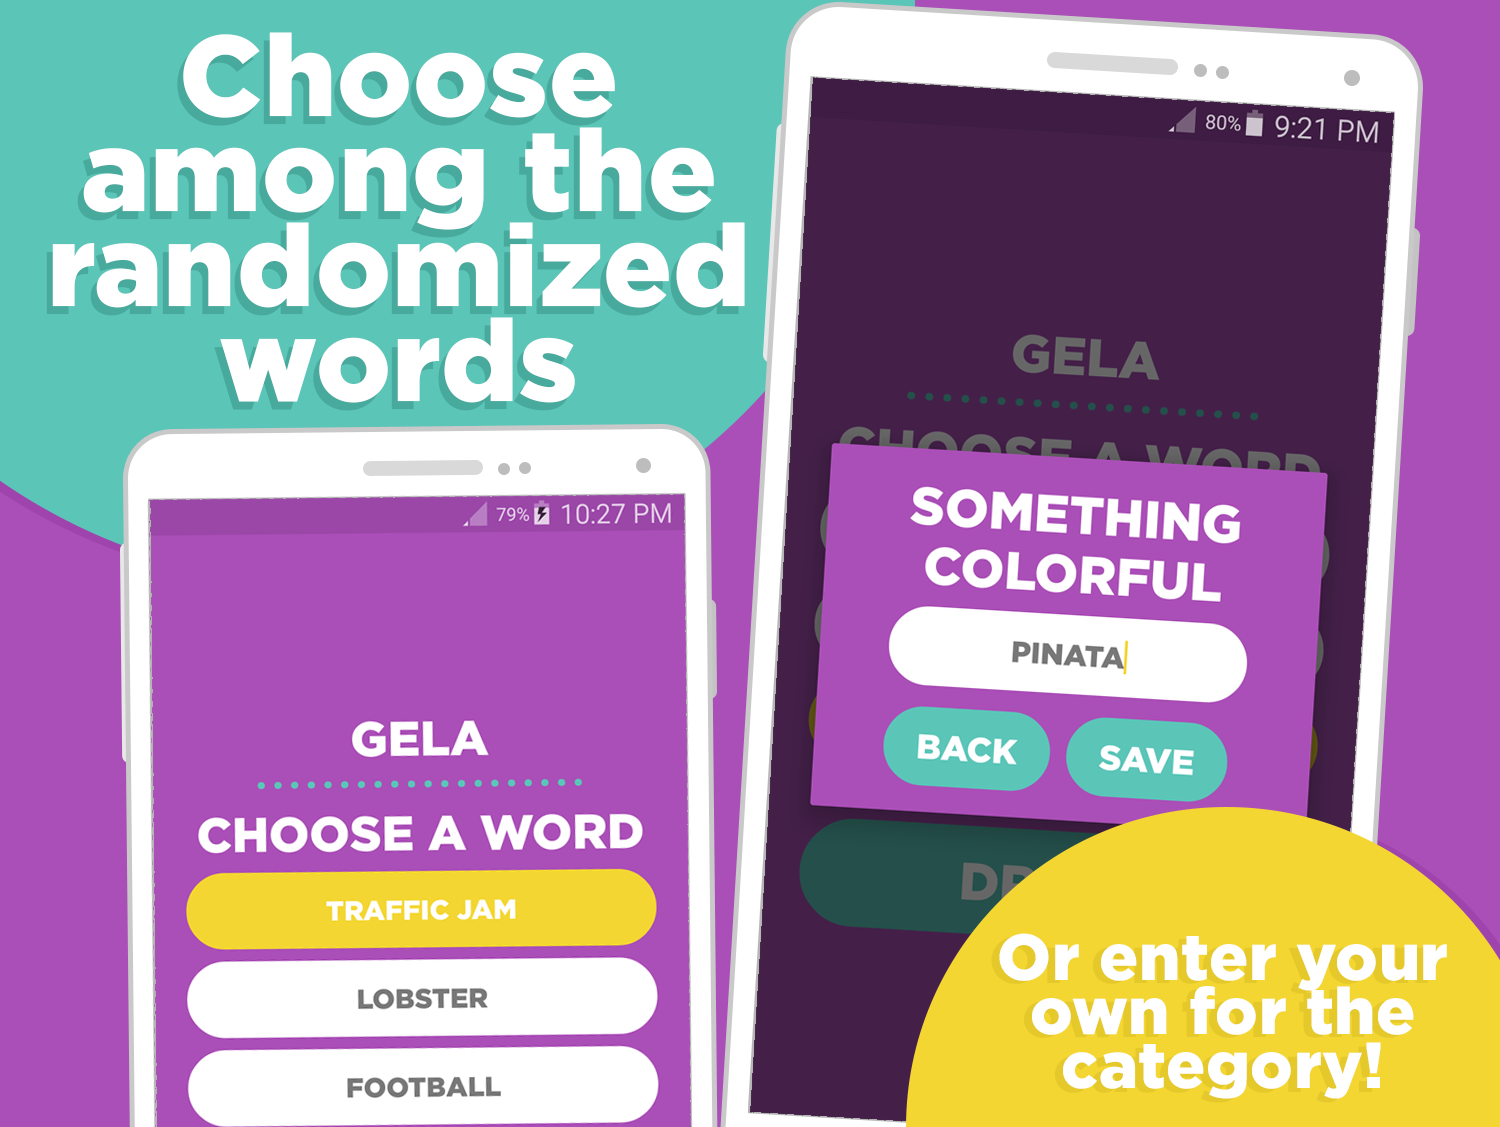 Choose
among the
randomized
words
79% 10:27 PM
GELA
CHOOSE A WORD
TRAFFIC JAM
LOBSTER
FOOTBALL
80% 9:21 PM
GELA
CHOOSE A WORD
SOMETHING
COLORFUL
PINATA
BACK SAVE
Or enter your
own for the
category!